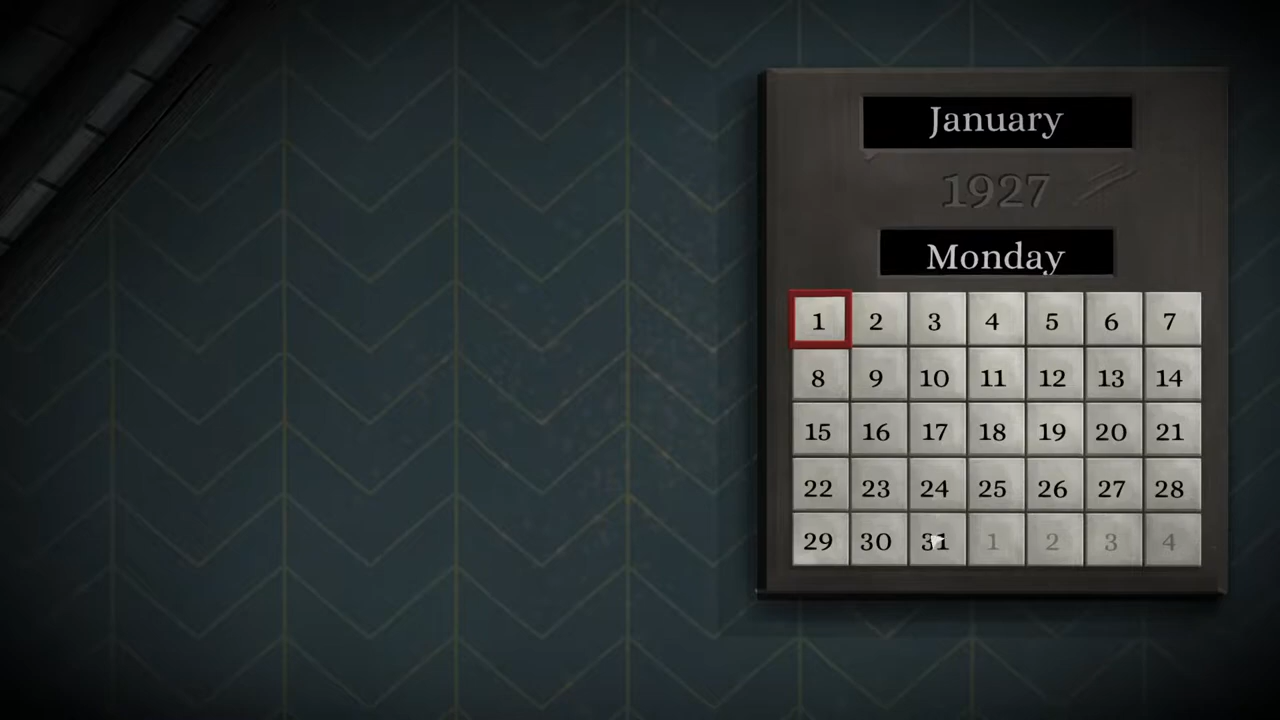 January
1927
Monday
1 2 3 4 5 6 7
8 9 10 11 12 13 14
15 16 17 18 19 20 21
22 23 24 25 26 27 28
29 30 31 1 2 3 4